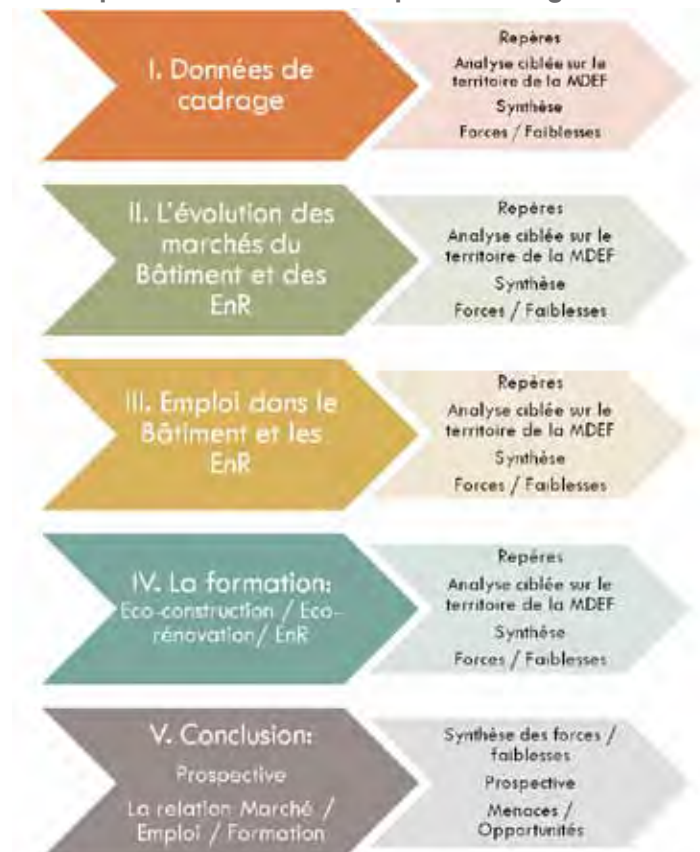 I. Données de
cadrage
Repères
Analyse ciblée sur le
territoire de la MDEF
Synthèse
Forces / Faiblesses
II. L'évolution des
marchés du
Bâtiment et des
EnR
Repères
Analyse ciblée sur le
territoire de la MDEF
Synthèse
Forces / Faiblesses
III. Emploi dans le
Bâtiment et les
EnR
Repères
Analyse ciblée sur le
territoire de la MDEF
Synthèse
Forces / Faiblesses
IV. La formation:
Eco-construction / Eco-
rénovation/ EnR
Repères
Analyse ciblée sur le
territoire de la MDEF
Synthèse
Forces / Faiblesses
V. Conclusion:
Prospective
La relation Marché /
Emploi / Formation
Synthèse des forces /
faiblesses
Prospective
Menaces /
Opportunités